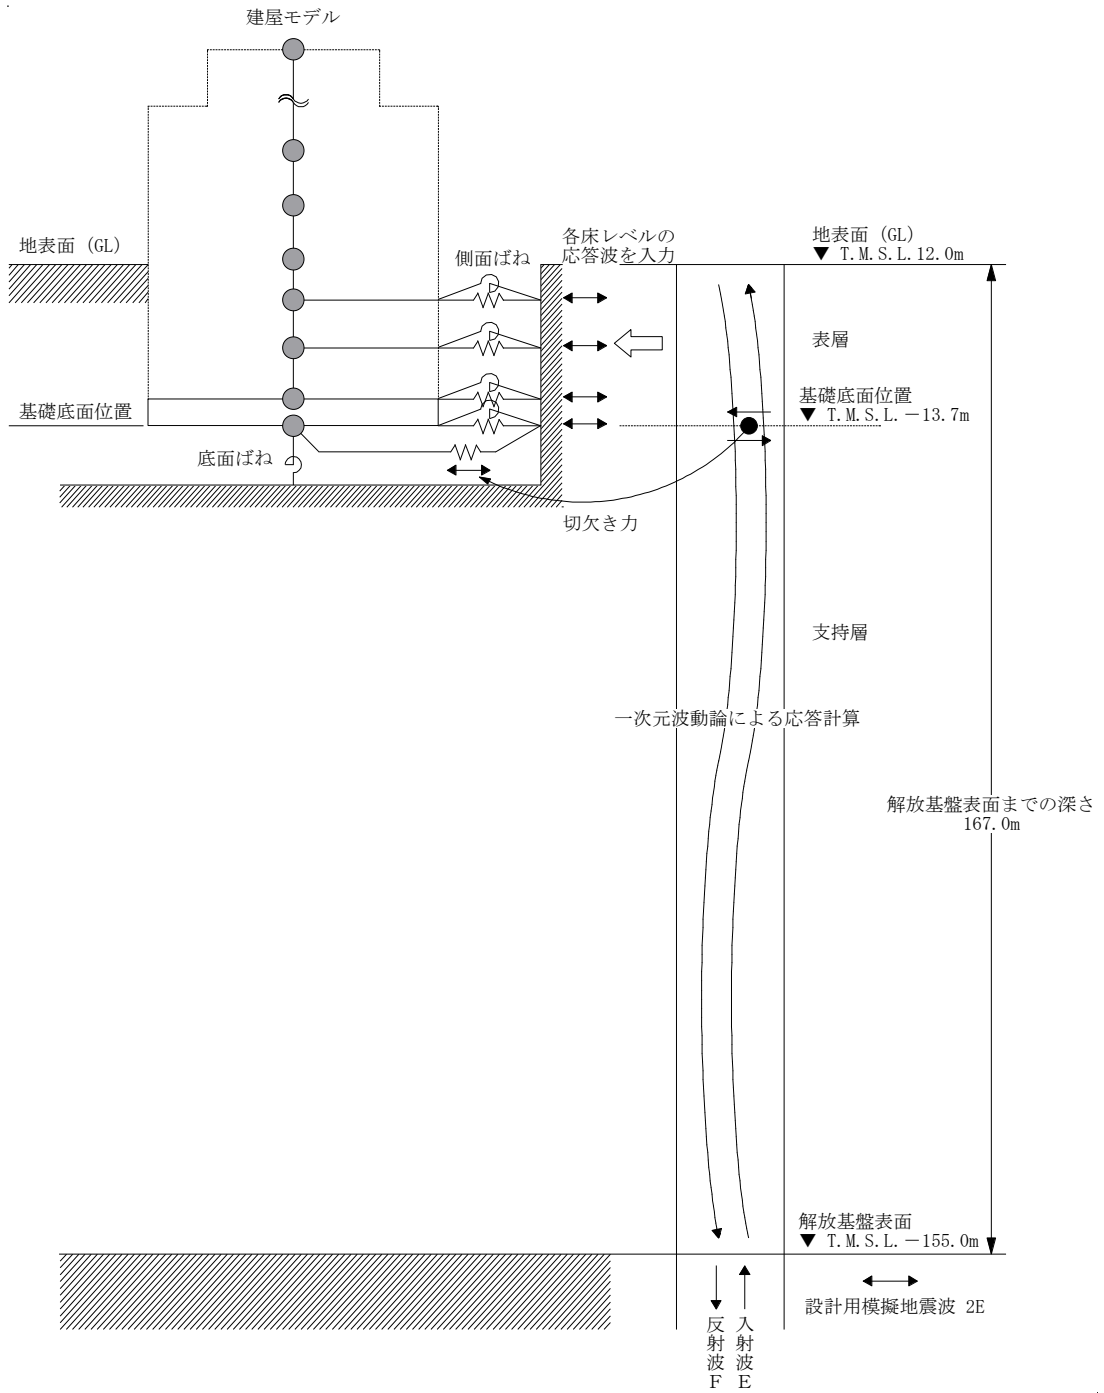 建屋モデル
地表面 (GL)
側面ばね
各床レベルの
応答波を入力
地表面 (GL)
▼ T.M.S.L.12.0m
表層
基礎底面位置
基礎底面位置
▼ T.M.S.L.－13.7m
底面ばね
切欠き力
支持層
一次元波動論による応答計算
解放基盤表面までの深さ
167.0m
解放基盤表面
▼ T.M.S.L.－155.0m
設計用模擬地震波 2E
反射波F
入射波E